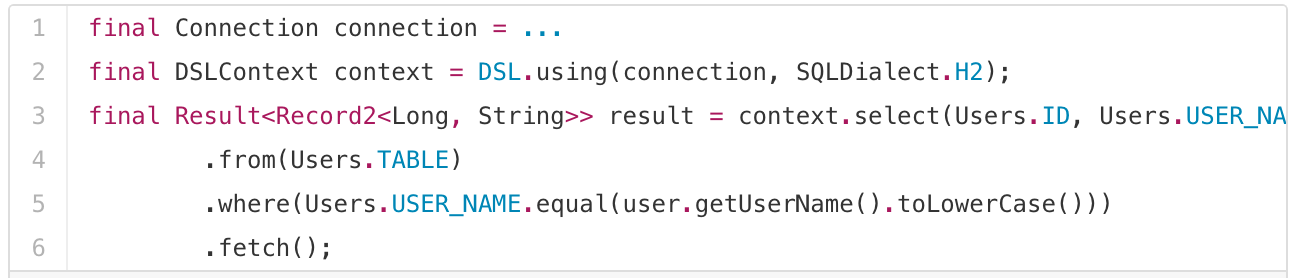 1 final Connection connection = ...
2 final DSLContext context = DSL.using(connection, SQLDialect.H2);
3 final Result<Record2<Long, String>> result = context.select(Users.ID, Users.USER_NA
4 .from(Users.TABLE)
5 .where(Users.USER_NAME.equal(user.getUserName().toLowerCase()))
6 .fetch();